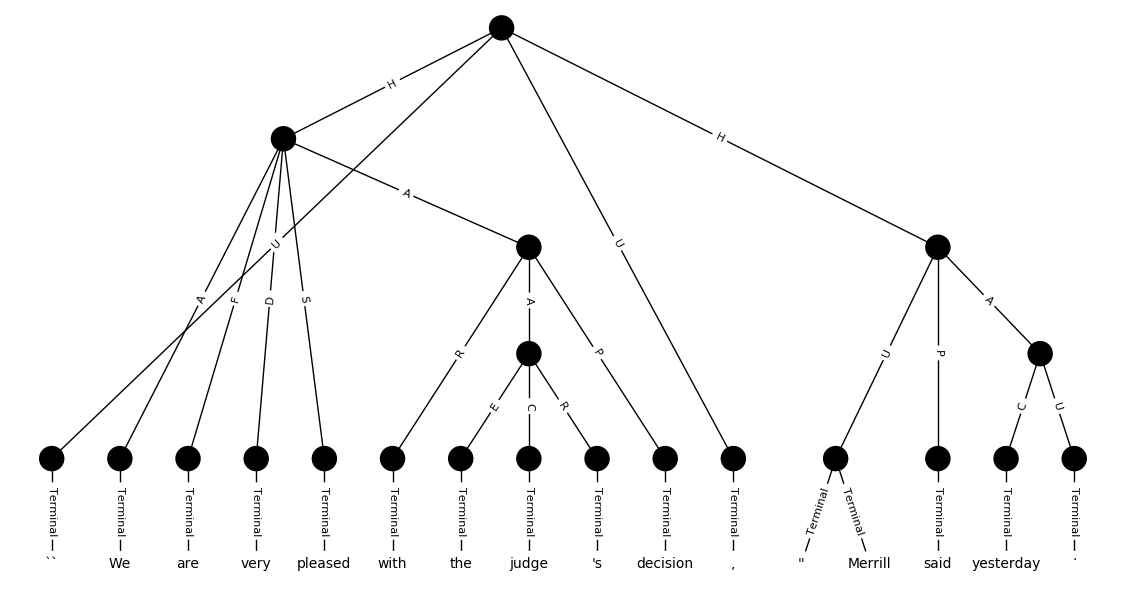 H
H
A
U
U
A
F
D
S
A
R
A
P
U
P
A
E
C
R
C
U
Terminal Terminal Terminal Terminal Terminal Terminal Terminal Terminal Terminal Terminal Terminal Terminal Terminal Terminal Terminal Terminal
`` We are very pleased with the judge 's decision , " Merrill said yesterday .